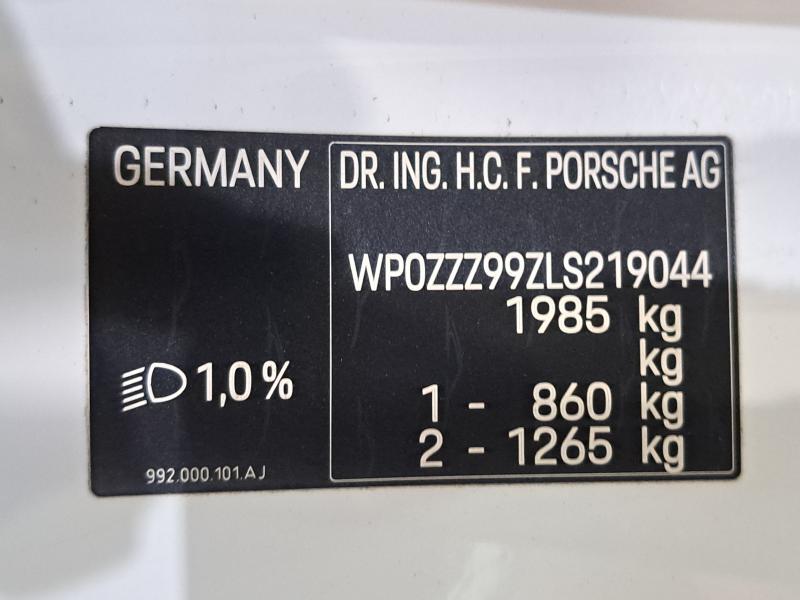 GERMANY
DR. ING. H.C. F. PORSCHE AG
WP0ZZZ99ZLS219044
1985 kg
kg
1 - 860 kg
2 - 1265 kg
1,0 %
992.000.101.AJ